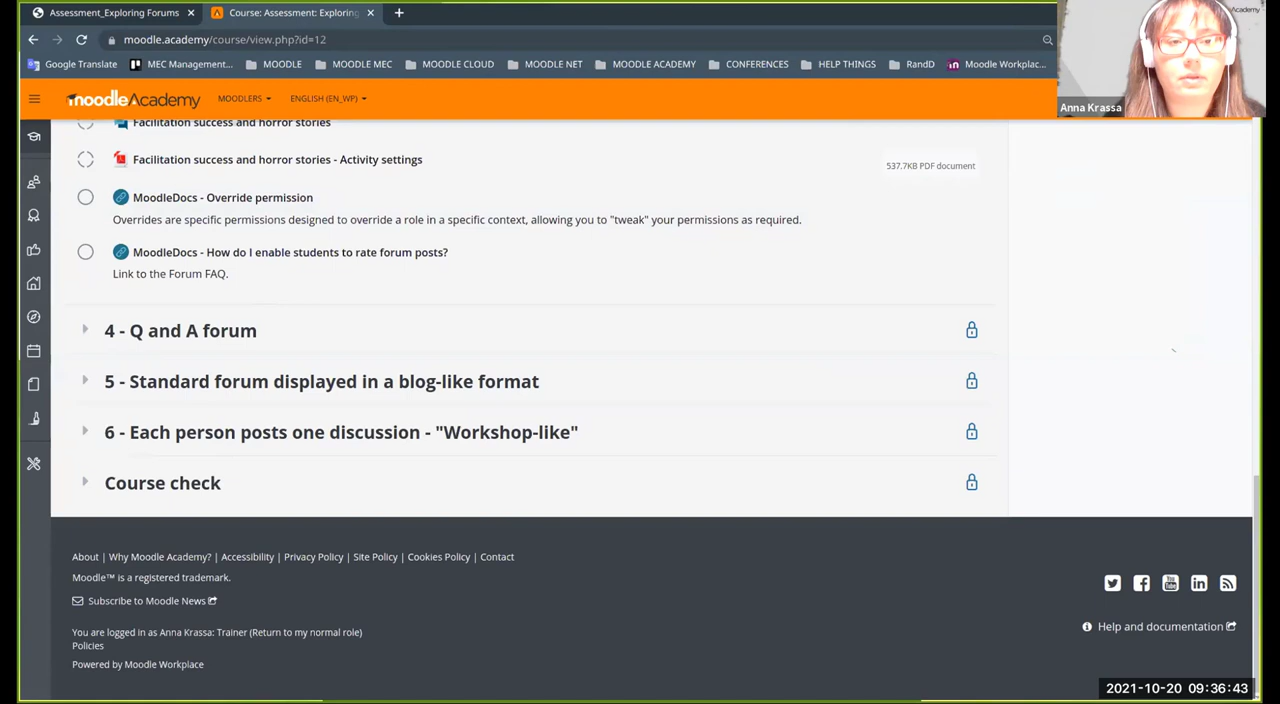 Assessment_Exploring Forums
Course: Assessment: Exploring
moodle.academy/course/view.php?id=12
Google Translate
MEC Management...
MOODLE
MOODLE MEC
MOODLE CLOUD
MOODLE NET
MOODLE ACADEMY
CONFERENCES
HELP THINGS
RandD
Moodle Workplac...
Academy
Anna Krassa
moodleAcademy
MOODLERS
ENGLISH (EN_WP)
Facilitation success and horror stories
Facilitation success and horror stories - Activity settings
537.7KB PDF document
MoodleDocs - Override permission
Overrides are specific permissions designed to override a role in a specific context, allowing you to "tweak" your permissions as required.
MoodleDocs - How do I enable students to rate forum posts?
Link to the Forum FAQ.
4 - Q and A forum
5 - Standard forum displayed in a blog-like format
6 - Each person posts one discussion - "Workshop-like"
Course check
About | Why Moodle Academy? | Accessibility | Privacy Policy | Site Policy | Cookies Policy | Contact
Moodle™ is a registered trademark.
Subscribe to Moodle News
Help and documentation
You are logged in as Anna Krassa: Trainer (Return to my normal role)
Policies
Powered by Moodle Workplace
2021-10-20 09:36:43